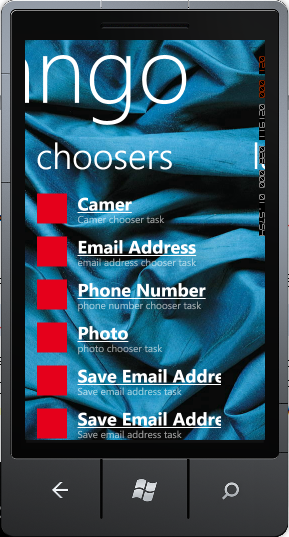 ngo
choosers
Camer
Camer chooser task
Email Address
email address chooser task
Phone Number
phone number chooser task
Photo
photo chooser task
Save Email Addre
Save email address task
Save Email Addre
Save email address task